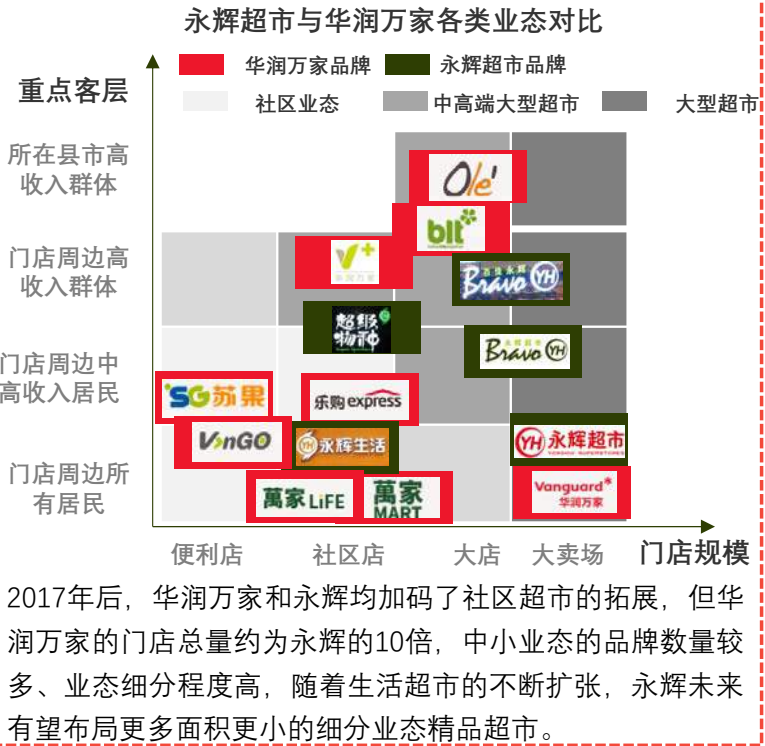 永辉超市与华润万家各类业态对比
重点客层
华润万家品牌
永辉超市品牌
社区业态
中高端大型超市
大型超市
所在县市高
收入群体
Olé
blt
门店周边高
收入群体
V+
Bravo YH
超级
物种
Bravo YH
门店周边中
高收入居民
SG苏果
乐购express
VanGO
YH永辉生活
YH永辉超市
门店周边所
有居民
萬家LiFE
萬家
MART
Vanguard
华润万家
便利店
社区店
大店
大卖场
门店规模
2017年后，华润万家和永辉均加码了社区超市的拓展，但华
润万家的门店总量约为永辉的10倍，中小业态的品牌数量较
多、业态细分程度高，随着生活超市的不断扩张，永辉未来
有望布局更多面积更小的细分业态精品超市。